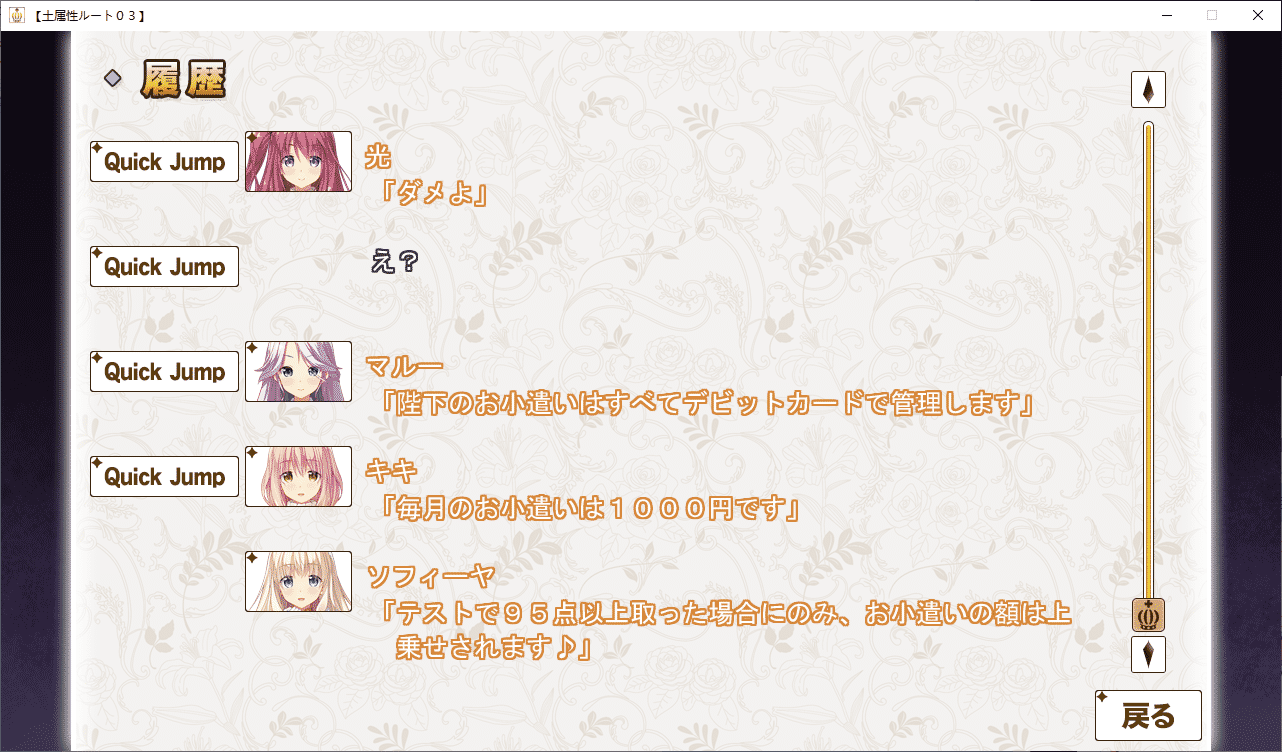 【土属性ルート０３】
履歴
Quick Jump
光
「ダメよ」
Quick Jump
え？
Quick Jump
マルー
「陛下のお小遣いはすべてデビットカードで管理します」
Quick Jump
キキ
「毎月のお小遣いは１０００円です」
ソフィーヤ
「テストで９５点以上取った場合にのみ、お小遣いの額は上
乗せされます♪」
戻る